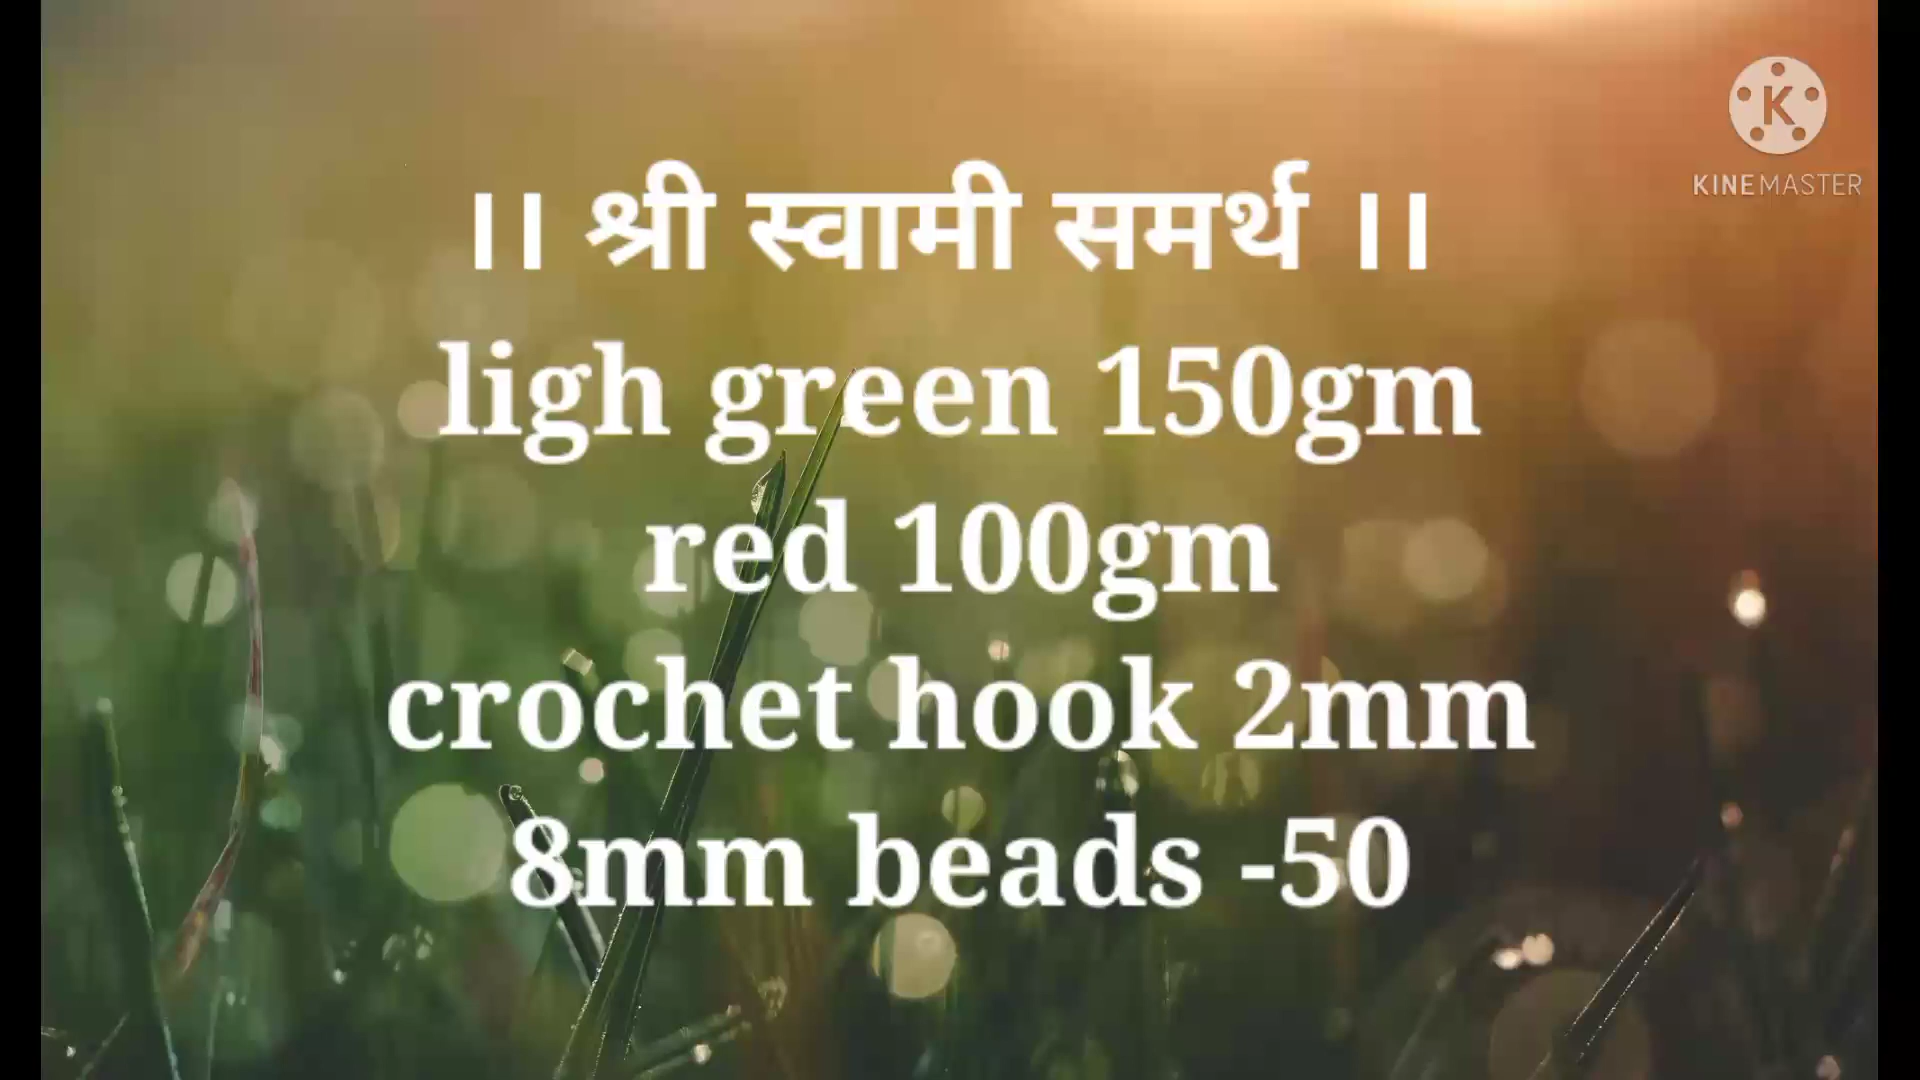 ।। श्री स्वामी समर्थ ।।
ligh green 150gm
red 100gm
crochet hook 2mm
8mm beads -50
K
KINEMASTER